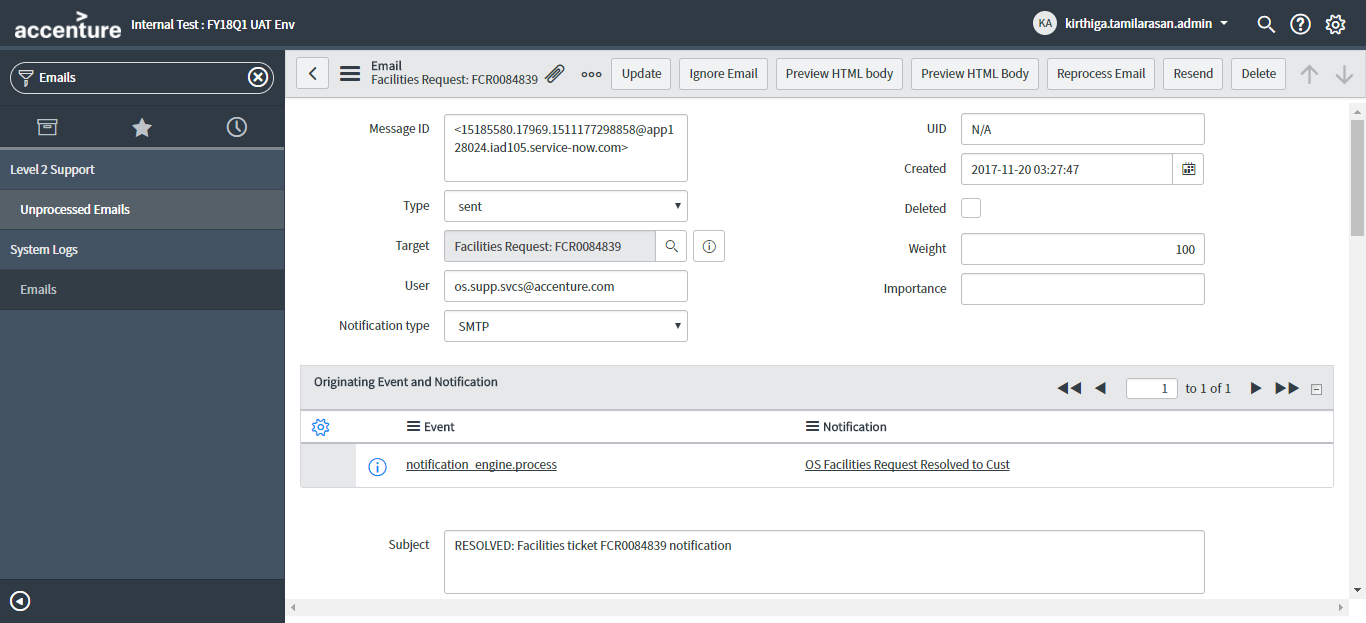 accenture Internal Test : FY18Q1 UAT Env
KA kirthiga.tamilarasan.admin
Emails
Level 2 Support
Unprocessed Emails
System Logs
Emails
Email
Facilities Request: FCR0084839
Update Ignore Email Preview HTML body Preview HTML Body Reprocess Email Resend Delete
Message ID
<15185580.17969.1511177298858@app1
28024.iad105.service-now.com>
Type sent
Target Facilities Request: FCR0084839
User os.supp.svcs@accenture.com
Notification type SMTP
UID N/A
Created 2017-11-20 03:27:47
Deleted
Weight 100
Importance
Originating Event and Notification
1 to 1 of 1
Event Notification
notification_engine.process OS Facilities Request Resolved to Cust
Subject RESOLVED: Facilities ticket FCR0084839 notification